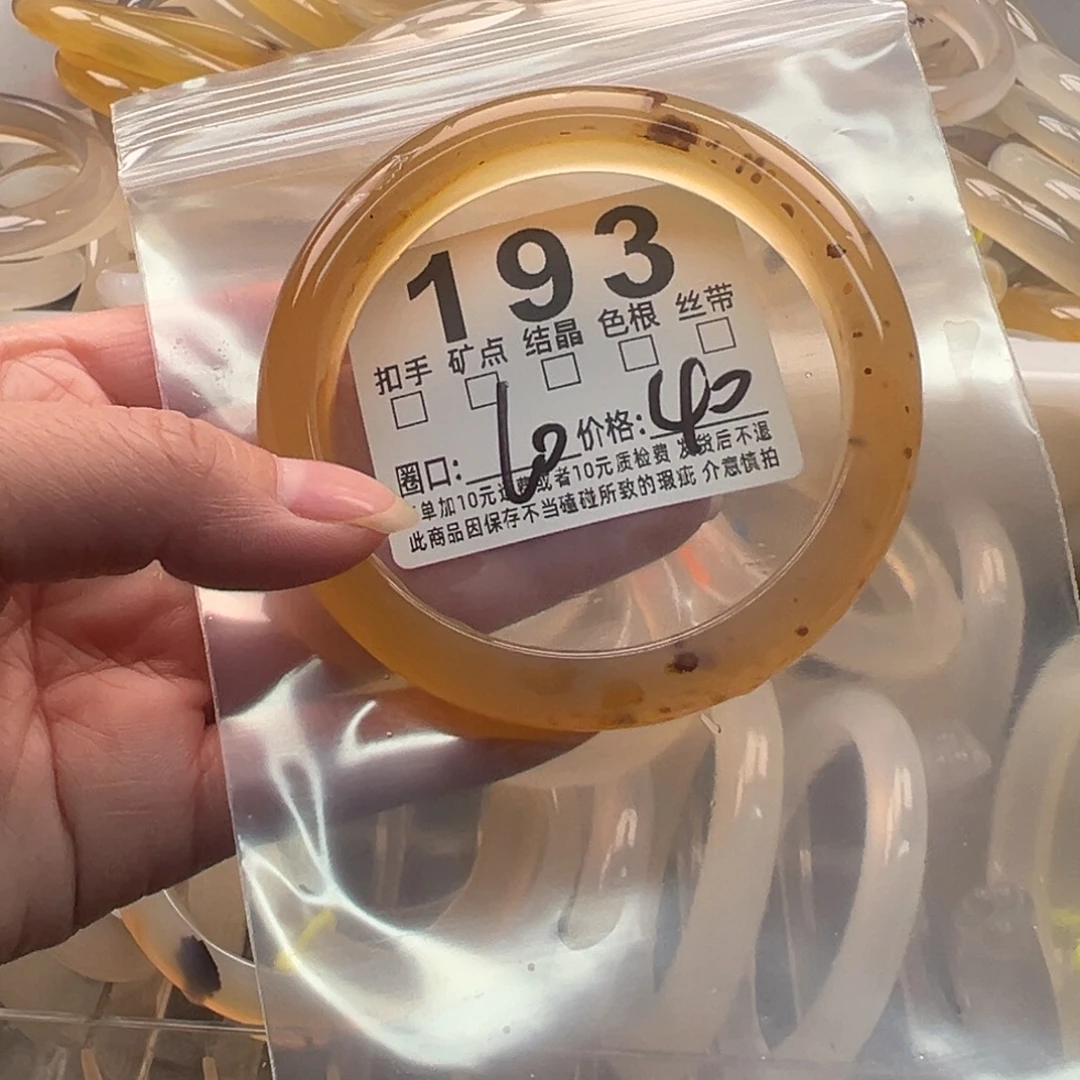 193
扣手 矿点 结晶 色根 丝带
圈口: 60 价格: 40
单加10元运费或者10元质检费 发货后不退
此商品因保存不当磕碰所致的瑕疵 介意慎拍